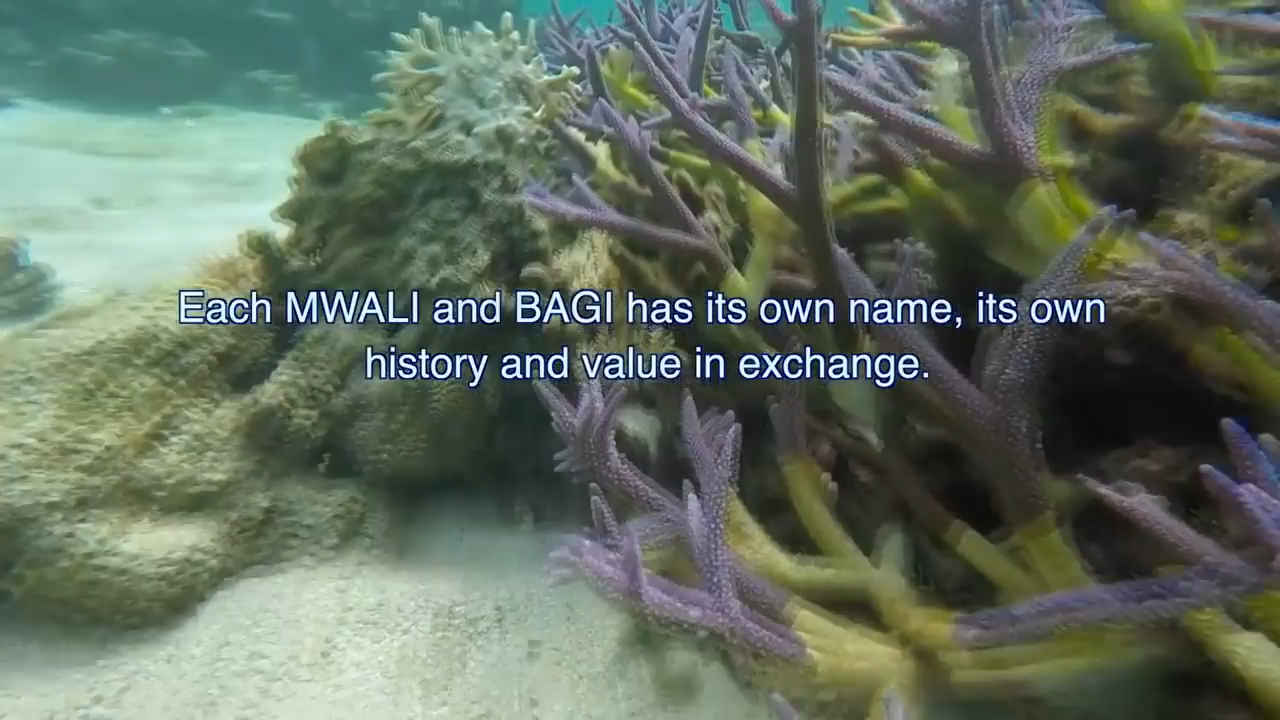 Each MWALI and BAGI has its own name, its own
history and value in exchange.